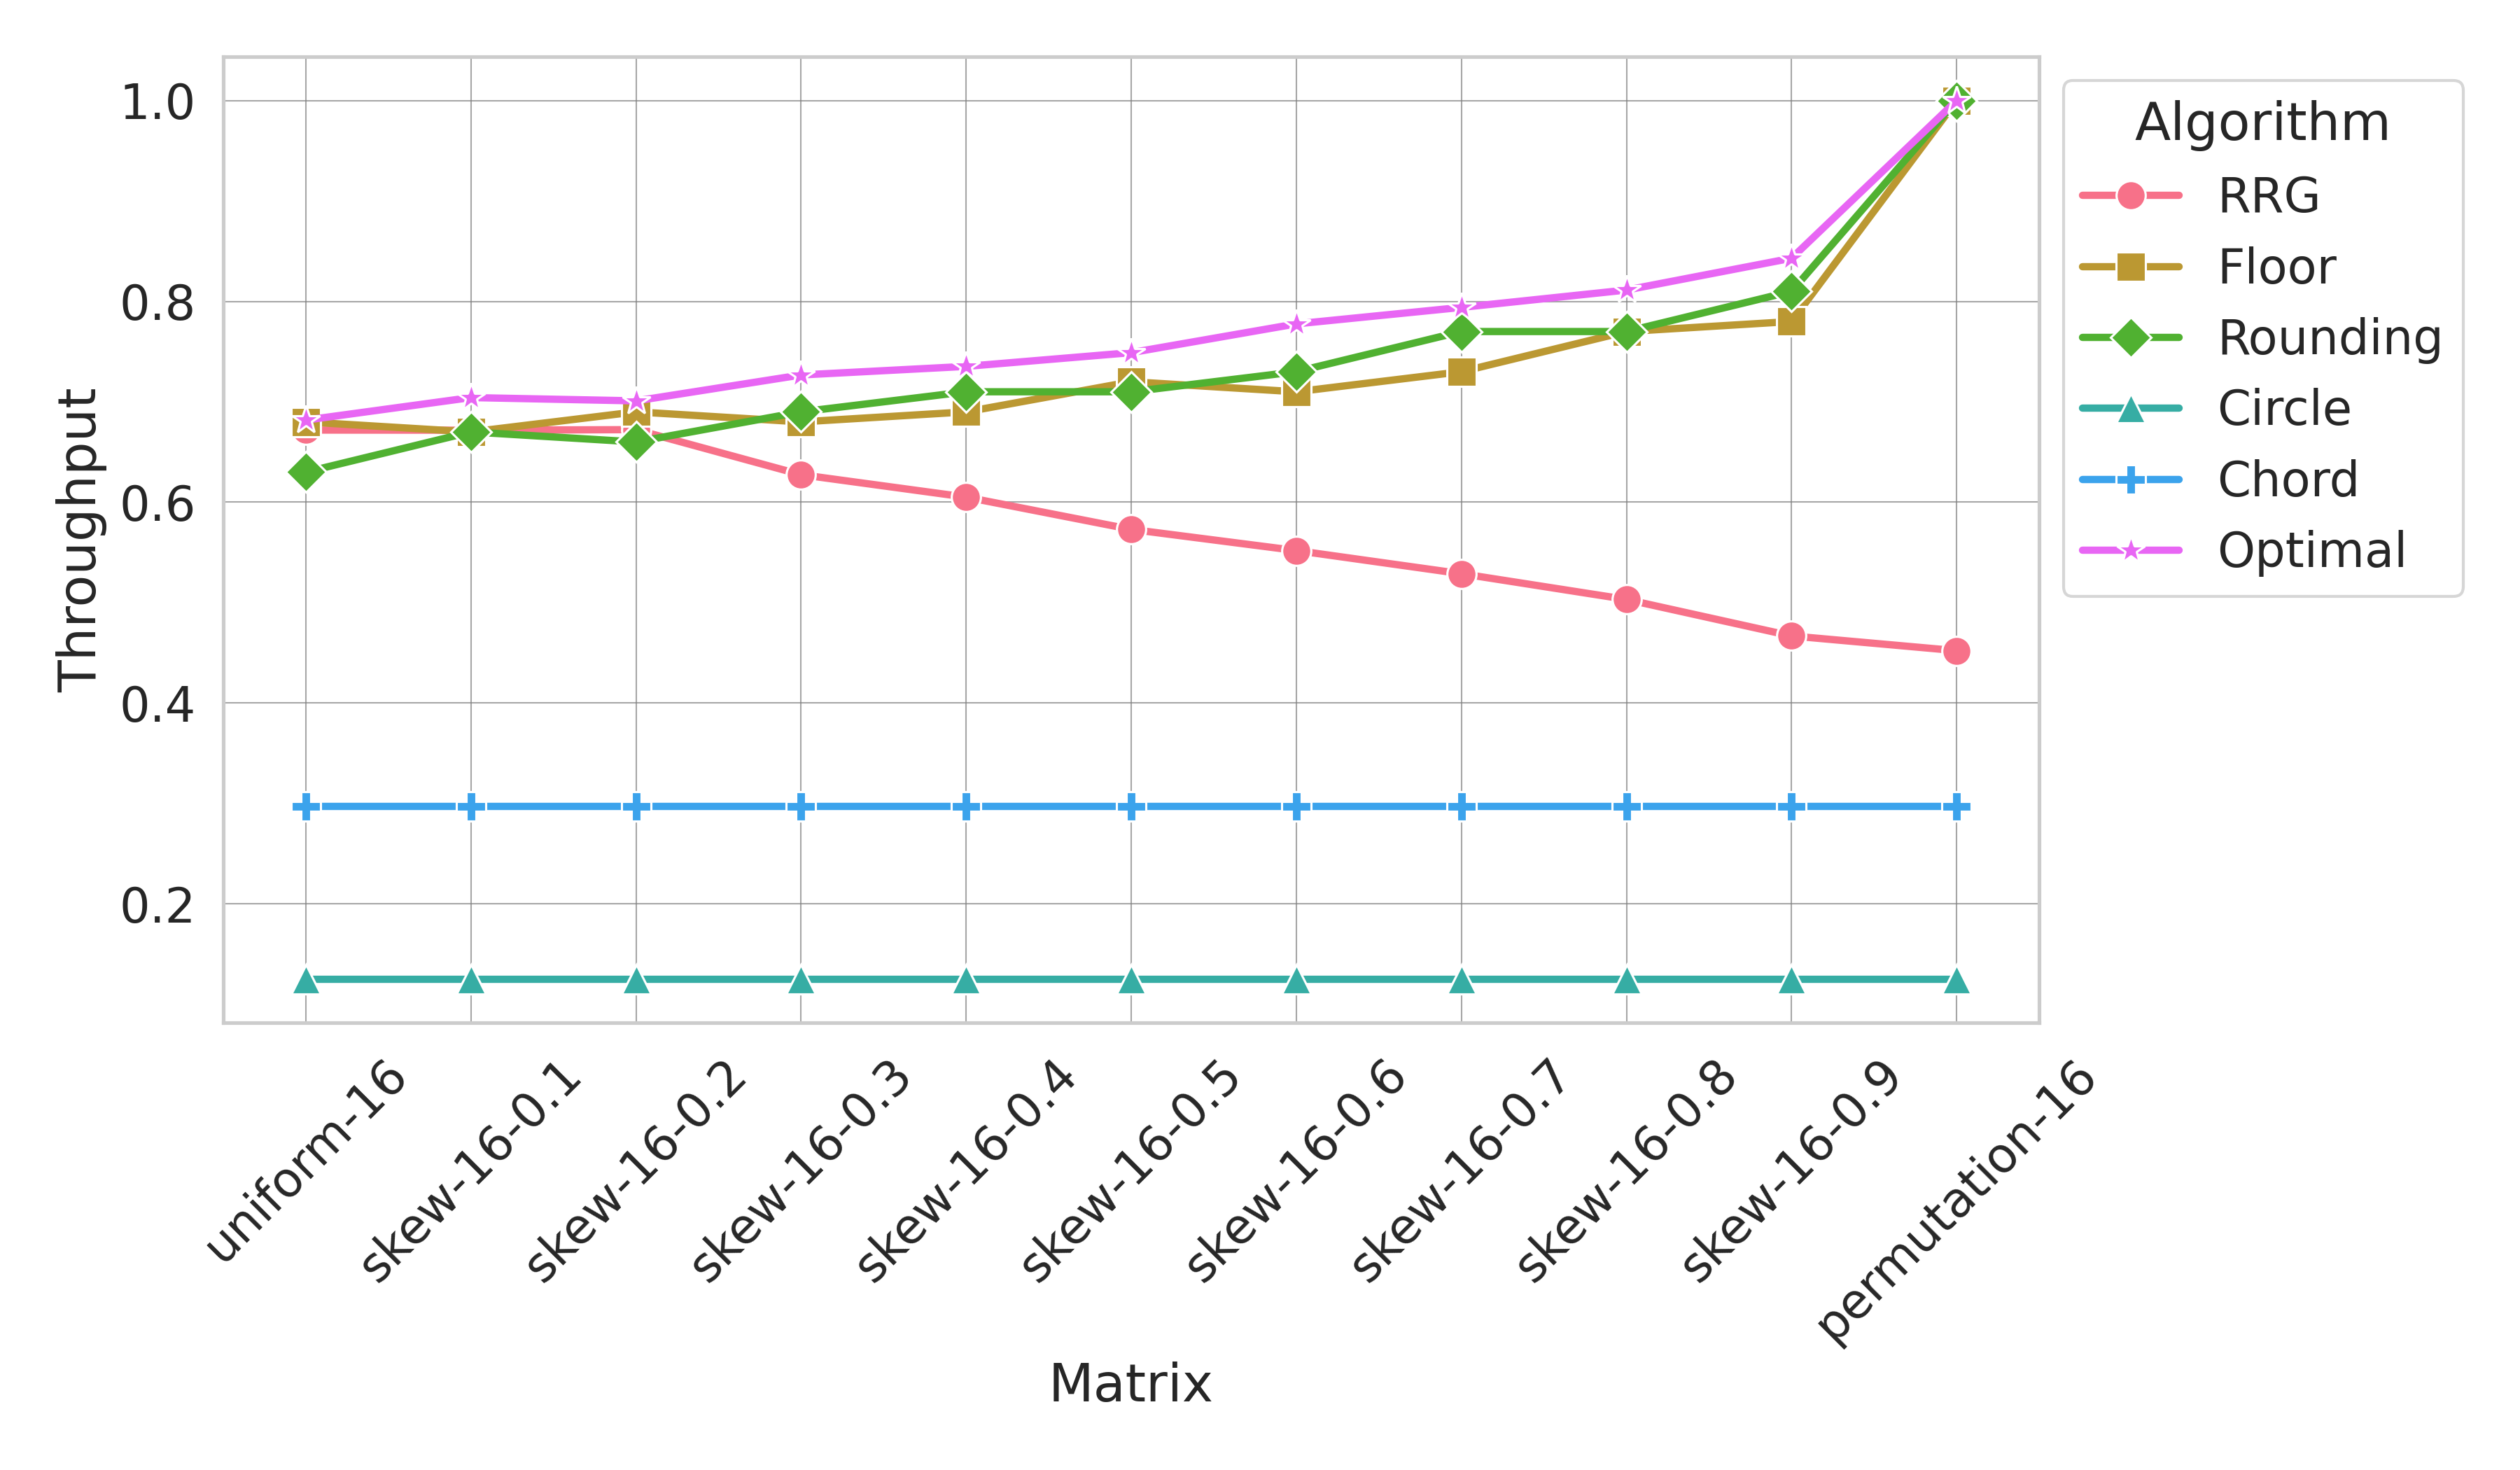 1.0
0.8
0.6
0.4
0.2
Throughput
uniform-16
skew-16-0.1
skew-16-0.2
skew-16-0.3
skew-16-0.4
skew-16-0.5
skew-16-0.6
skew-16-0.7
skew-16-0.8
skew-16-0.9
permutation-16
Matrix
Algorithm
RRG
Floor
Rounding
Circle
Chord
Optimal